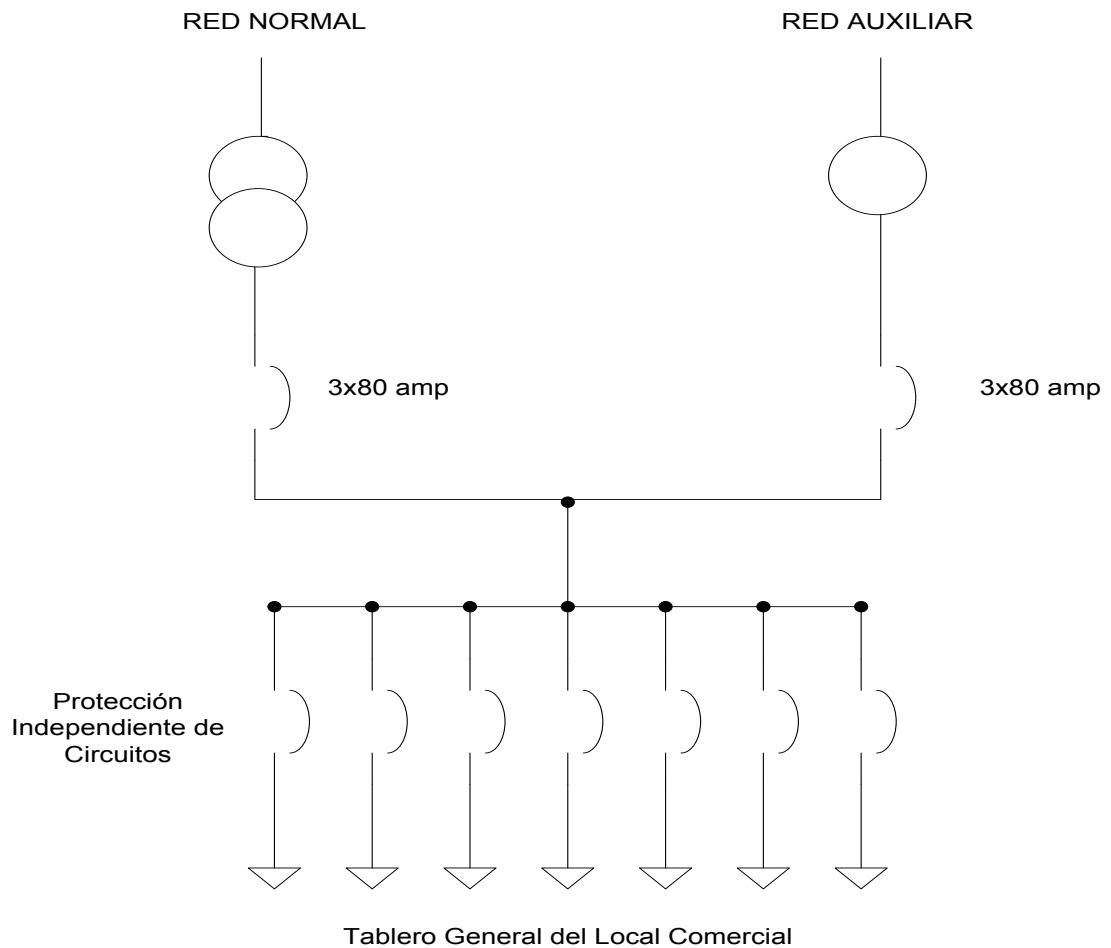 RED NORMAL
RED AUXILIAR
3x80 amp
3x80 amp
Protección
Independiente de
Circuitos
Tablero General del Local Comercial